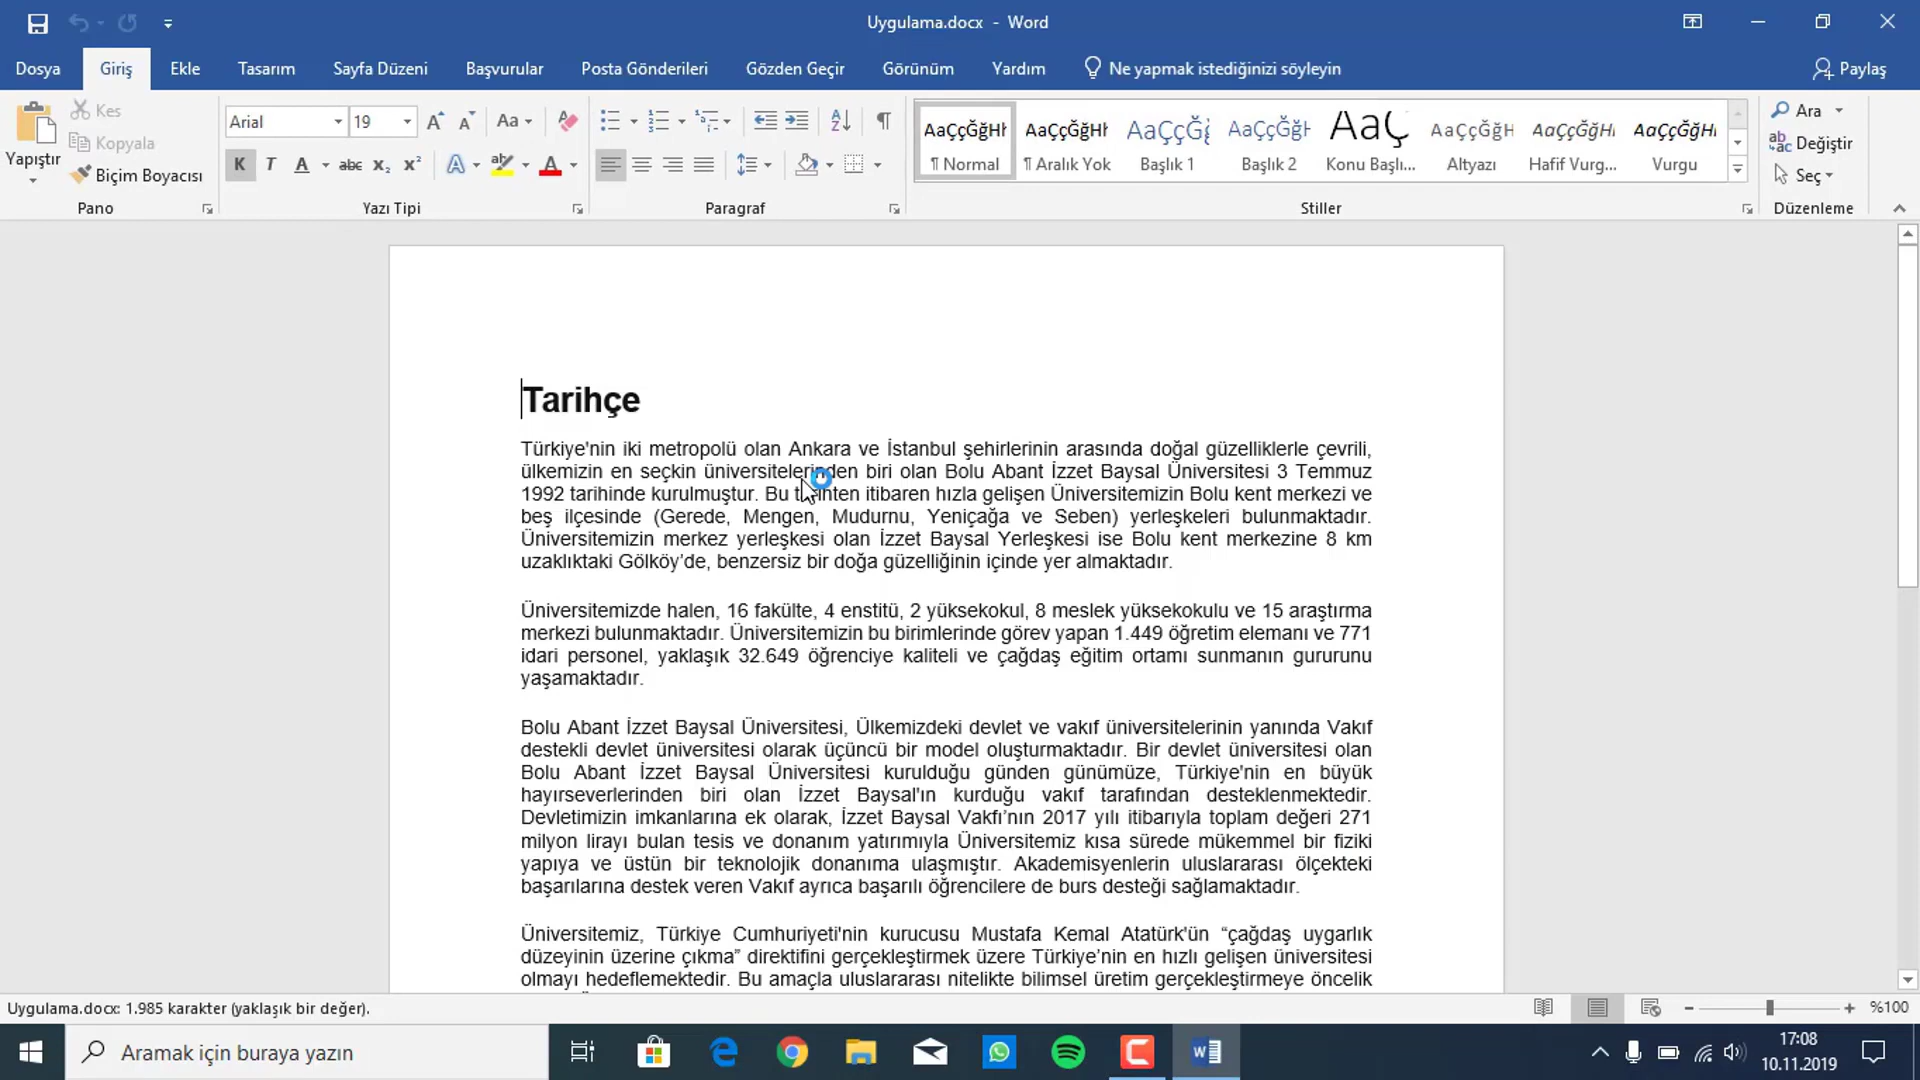 Uygulama.docx - Word
Dosya Giriş Ekle Tasarım Sayfa Düzeni Başvurular Posta Gönderileri Gözden Geçir Görünüm Yardım Ne yapmak istediğinizi söyleyin Paylaş
Yapıştır
Kes
Kopyala
Biçim Boyacısı
Pano
Arial 19
Aa
K T A abc x₂ x² A ab A
Yazı Tipi
Paragraf
AaÇçĞğHł AaÇçĞğHł AaÇçĞğ AaÇçĞğH AaÇ AaÇçĞğH AaÇçĞğHı AaÇçĞğHı
¶ Normal ¶ Aralık Yok Başlık 1 Başlık 2 Konu Başlı... Altyazı Hafif Vurg... Vurgu
Stiller
Ara
Değiştir
Seç
Düzenleme
Tarihçe
Türkiye'nin iki metropolü olan Ankara ve İstanbul şehirlerinin arasında doğal güzelliklerle çevrili,
ülkemizin en seçkin üniversitelerinden biri olan Bolu Abant İzzet Baysal Üniversitesi 3 Temmuz
1992 tarihinde kurulmuştur. Bu tarihten itibaren hızla gelişen Üniversitemizin Bolu kent merkezi ve
beş ilçesinde (Gerede, Mengen, Mudurnu, Yeniçağa ve Seben) yerleşkeleri bulunmaktadır.
Üniversitemizin merkez yerleşkesi olan İzzet Baysal Yerleşkesi ise Bolu kent merkezine 8 km
uzaklıktaki Gölköy’de, benzersiz bir doğa güzelliğinin içinde yer almaktadır.
Üniversitemizde halen, 16 fakülte, 4 enstitü, 2 yüksekokul, 8 meslek yüksekokulu ve 15 araştırma
merkezi bulunmaktadır. Üniversitemizin bu birimlerinde görev yapan 1.449 öğretim elemanı ve 771
idari personel, yaklaşık 32.649 öğrenciye kaliteli ve çağdaş eğitim ortamı sunmanın gururunu
yaşamaktadır.
Bolu Abant İzzet Baysal Üniversitesi, Ülkemizdeki devlet ve vakıf üniversitelerinin yanında Vakıf
destekli devlet üniversitesi olarak üçüncü bir model oluşturmaktadır. Bir devlet üniversitesi olan
Bolu Abant İzzet Baysal Üniversitesi kurulduğu günden günümüze, Türkiye'nin en büyük
hayırseverlerinden biri olan İzzet Baysal'ın kurduğu vakıf tarafından desteklenmektedir.
Devletimizin imkanlarına ek olarak, İzzet Baysal Vakfı’nın 2017 yılı itibarıyla toplam değeri 271
milyon lirayı bulan tesis ve donanım yatırımıyla Üniversitemiz kısa sürede mükemmel bir fiziki
yapıya ve üstün bir teknolojik donanıma ulaşmıştır. Akademisyenlerin uluslararası ölçekteki
başarılarına destek veren Vakıf ayrıca başarılı öğrencilere de burs desteği sağlamaktadır.
Üniversitemiz, Türkiye Cumhuriyeti'nin kurucusu Mustafa Kemal Atatürk'ün “çağdaş uygarlık
düzeyinin üzerine çıkma” direktifini gerçekleştirmek üzere Türkiye’nin en hızlı gelişen üniversitesi
olmayı hedeflemektedir. Bu amaçla uluslararası nitelikte bilimsel üretim gerçekleştirmeye öncelik
Uygulama.docx: 1.985 karakter (yaklaşık bir değer).
%100
Aramak için buraya yazın
17:08
10.11.2019